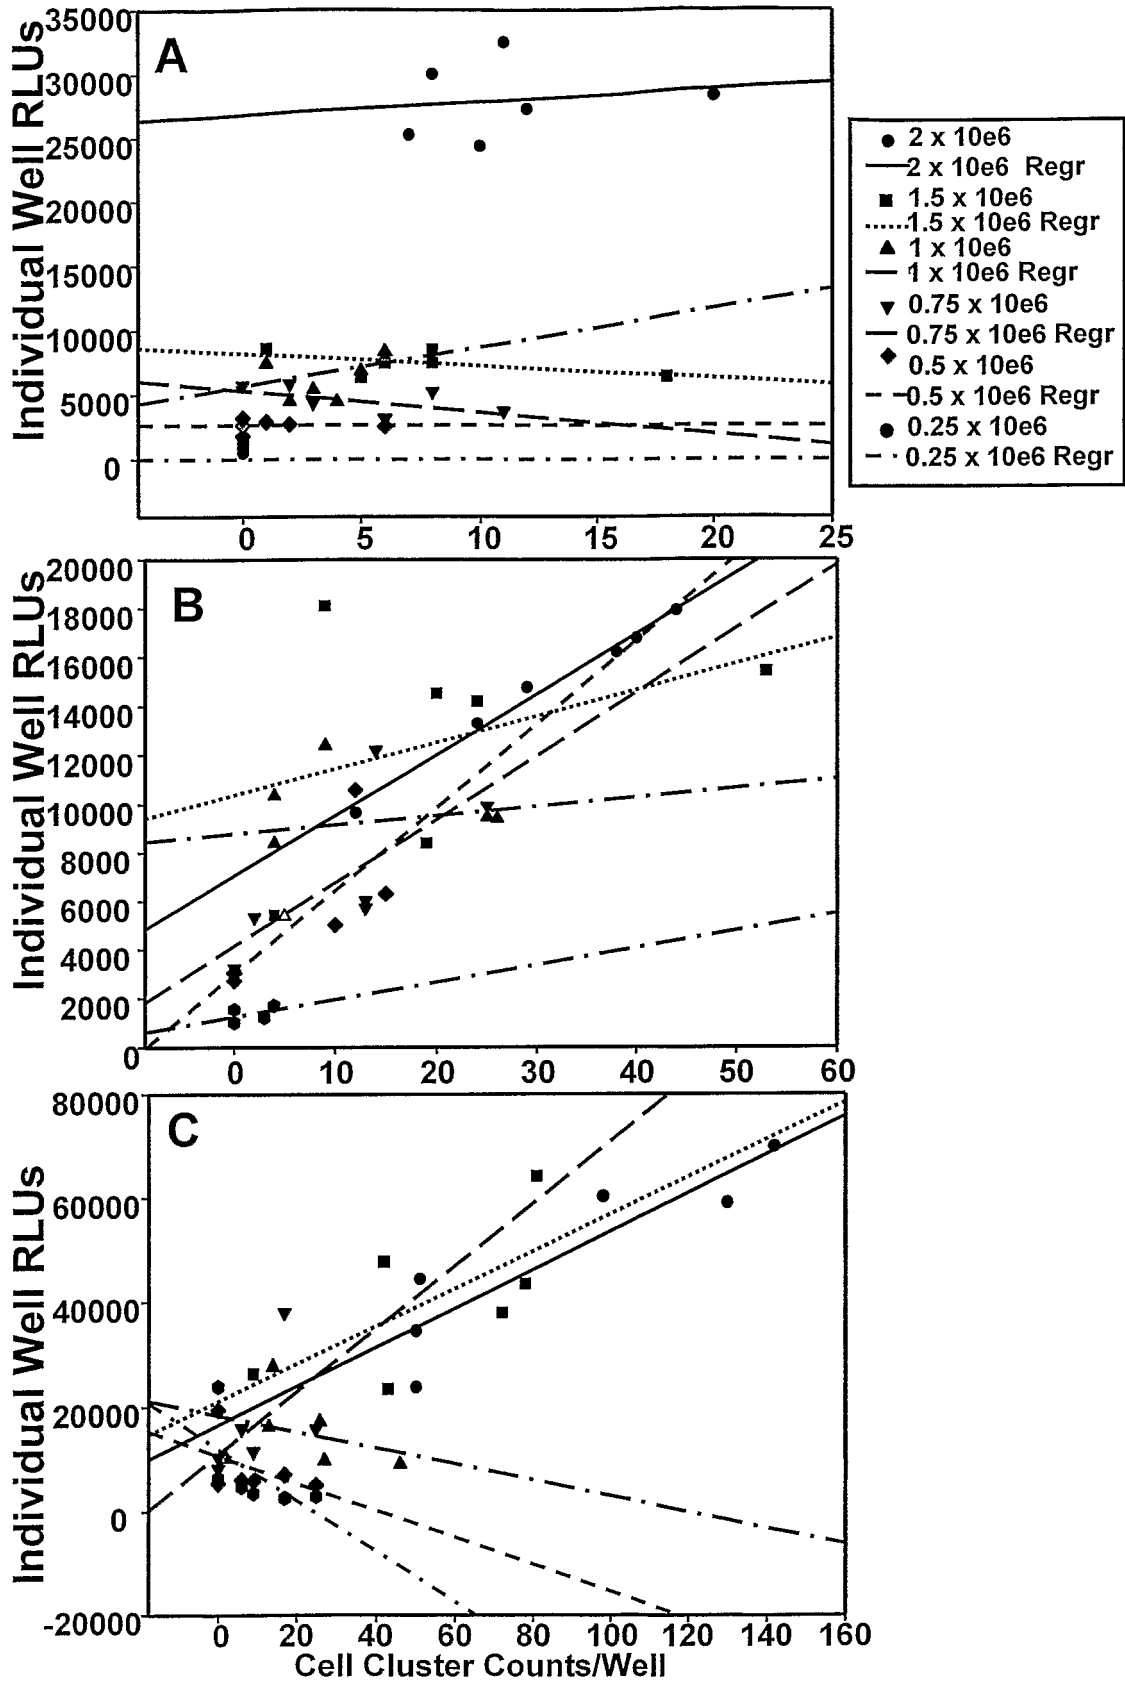 Individual Well RLUs
35000
30000
25000
20000
15000
10000
5000
0
A
0 5 10 15 20 25
2 x 10e6
2 x 10e6 Regr
1.5 x 10e6
1.5 x 10e6 Regr
1 x 10e6
1 x 10e6 Regr
0.75 x 10e6
0.75 x 10e6 Regr
0.5 x 10e6
0.5 x 10e6 Regr
0.25 x 10e6
0.25 x 10e6 Regr
Individual Well RLUs
20000
18000
16000
14000
12000
10000
8000
6000
4000
2000
0
B
0 10 20 30 40 50 60
Individual Well RLUs
80000
60000
40000
20000
0
-20000
C
0 20 40 60 80 100 120 140 160
Cell Cluster Counts/Well